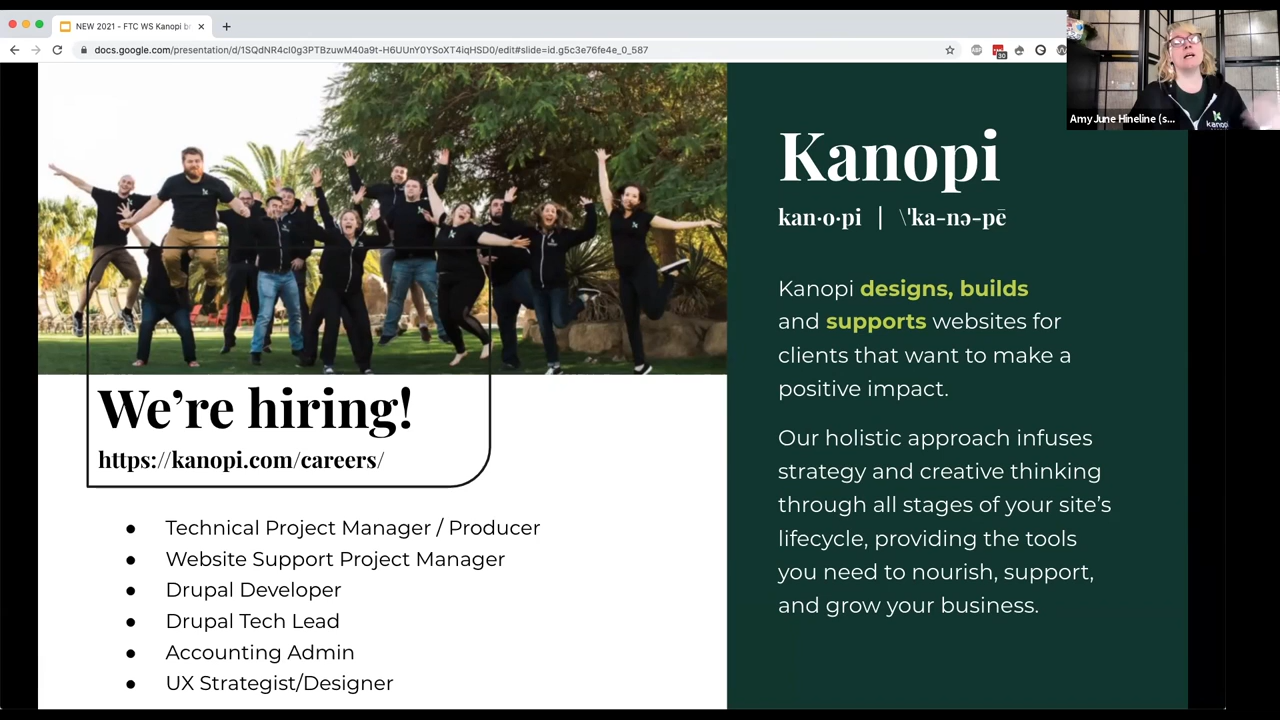 NEW 2021 - FTC WS Kanopi br
docs.google.com/presentation/d/1SQdNR4cI0g3PTBzuwM40a9t-H6UUnY0YSoXT4iqHSD0/edit#slide=id.g5c3e76fe4e_0_587
30
Amy June Hineline (s...
kanopi
We're hiring!
https://kanopi.com/careers/
● Technical Project Manager / Producer
● Website Support Project Manager
● Drupal Developer
● Drupal Tech Lead
● Accounting Admin
● UX Strategist/Designer
Kanopi
kan·o·pi | \'ka-nə-pē
Kanopi designs, builds
and supports websites for
clients that want to make a
positive impact.
Our holistic approach infuses
strategy and creative thinking
through all stages of your site's
lifecycle, providing the tools
you need to nourish, support,
and grow your business.